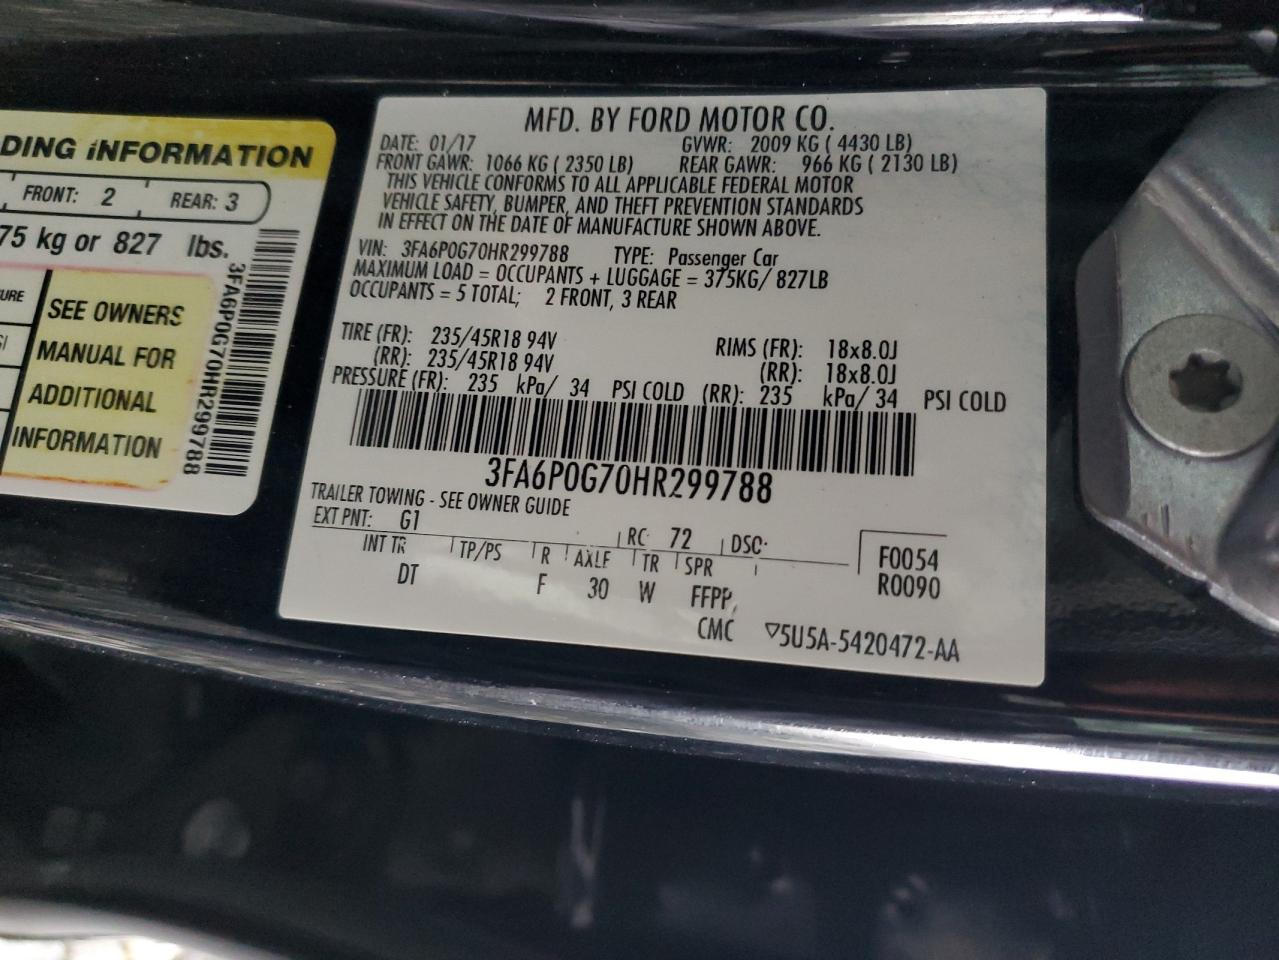 DING INFORMATION
FRONT: 2 REAR: 3
75 kg or 827 lbs.
SEE OWNERS
MANUAL FOR
ADDITIONAL
INFORMATION
3FA6P0G70HR299788
MFD. BY FORD MOTOR CO.
DATE: 01/17 GVWR: 2009 KG ( 4430 LB)
FRONT GAWR: 1066 KG ( 2350 LB) REAR GAWR: 966 KG ( 2130 LB)
THIS VEHICLE CONFORMS TO ALL APPLICABLE FEDERAL MOTOR
VEHICLE SAFETY, BUMPER, AND THEFT PREVENTION STANDARDS
IN EFFECT ON THE DATE OF MANUFACTURE SHOWN ABOVE.
VIN: 3FA6P0G70HR299788 TYPE: Passenger Car
MAXIMUM LOAD = OCCUPANTS + LUGGAGE = 375KG/ 827LB
OCCUPANTS = 5 TOTAL; 2 FRONT, 3 REAR
TIRE (FR): 235/45R18 94V RIMS (FR): 18x8.0J
(RR): 235/45R18 94V (RR): 18x8.0J
PRESSURE (FR): 235 kPa/ 34 PSI COLD (RR): 235 kPa/ 34 PSI COLD
3FA6P0G70HR299788
TRAILER TOWING - SEE OWNER GUIDE
EXT PNT: G1 RC: 72 DSO:
INT TR TP/PS R AXLE TR SPR
DT F 30 W FFPP,
CMC
F0054
R0090
▽5U5A-5420472-AA